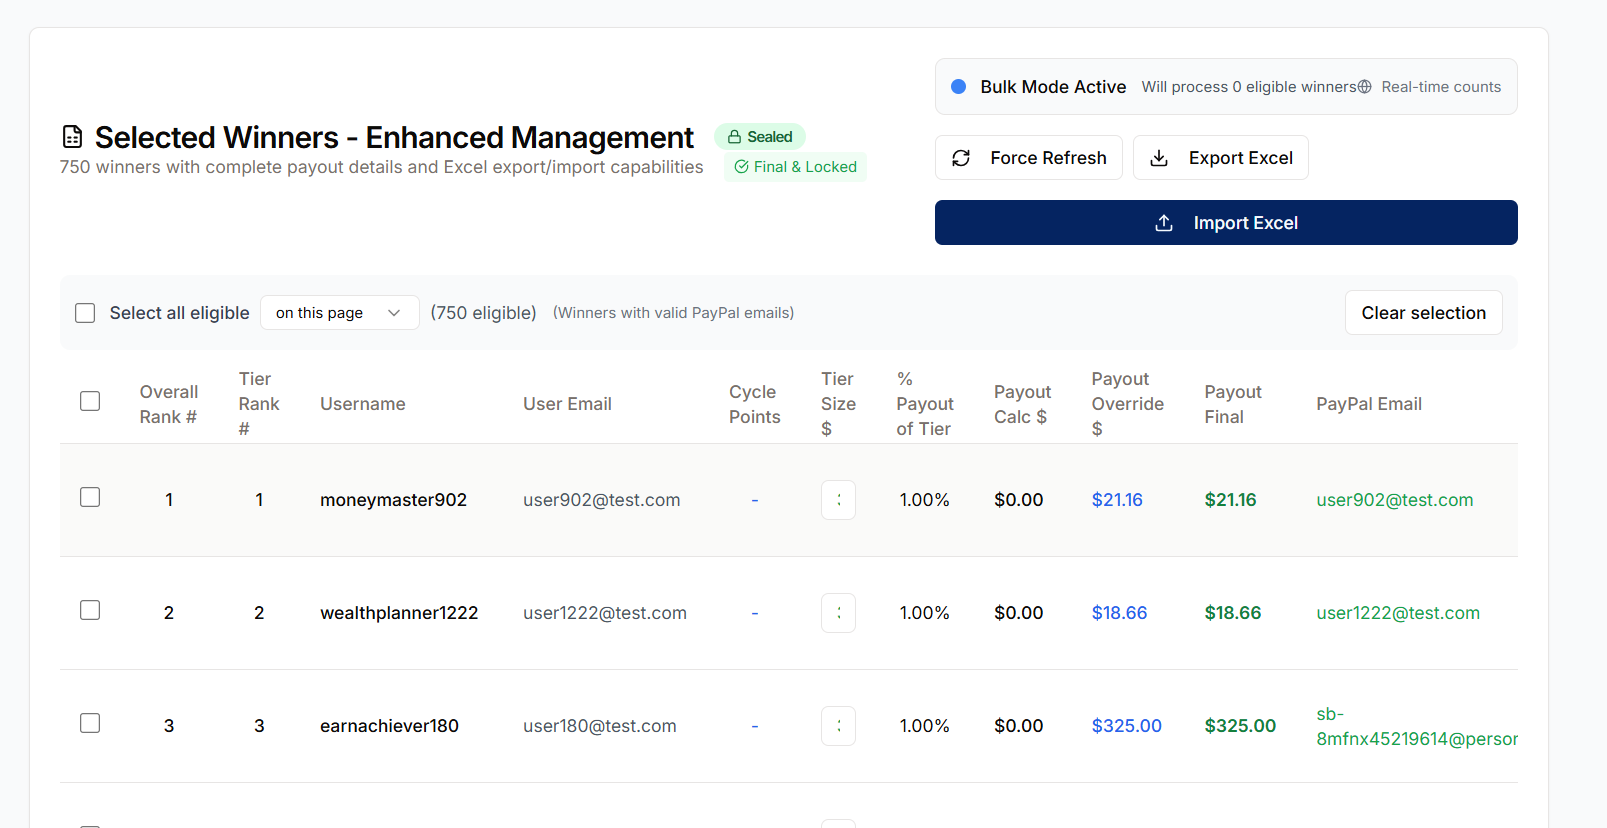 Bulk Mode Active Will process 0 eligible winners Real-time counts
Selected Winners - Enhanced Management Sealed
750 winners with complete payout details and Excel export/import capabilities Final & Locked
Force Refresh Export Excel
Import Excel
Select all eligible on this page (750 eligible) (Winners with valid PayPal emails) Clear selection
Overall Rank # Tier Rank # Username User Email Cycle Points Tier Size $ % Payout of Tier Payout Calc $ Payout Override $ Payout Final PayPal Email
1 1 moneymaster902 user902@test.com - 1.00% $0.00 $21.16 $21.16 user902@test.com
2 2 wealthplanner1222 user1222@test.com - 1.00% $0.00 $18.66 $18.66 user1222@test.com
3 3 earnachiever180 user180@test.com - 1.00% $0.00 $325.00 $325.00 sb-
8mfnx45219614@person